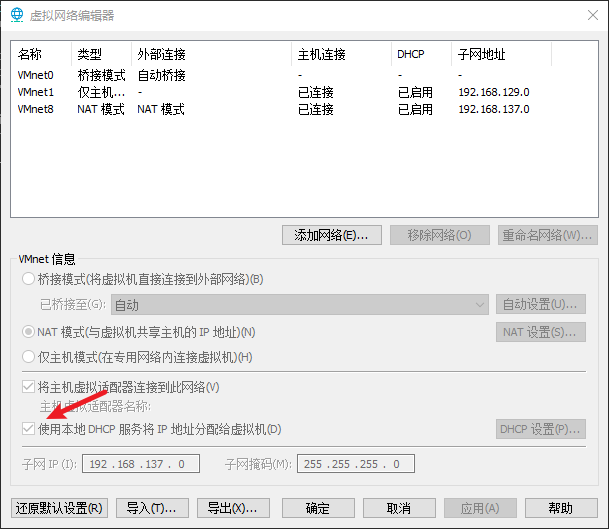 虚拟网络编辑器
名称 类型 外部连接 主机连接 DHCP 子网地址
VMnet0 桥接模式 自动桥接 - - -
VMnet1 仅主机... - 已连接 已启用 192.168.129.0
VMnet8 NAT 模式 NAT 模式 已连接 已启用 192.168.137.0
添加网络(E)... 移除网络(O) 重命名网络(W)...
VMnet 信息
桥接模式(将虚拟机直接连接到外部网络)(B)
已桥接至(G): 自动 自动设置(U)...
NAT 模式(与虚拟机共享主机的 IP 地址)(N) NAT 设置(S)...
仅主机模式(在专用网络内连接虚拟机)(H)
将主机虚拟适配器连接到此网络(V)
主机虚拟适配器名称:
使用本地 DHCP 服务将 IP 地址分配给虚拟机(D) DHCP 设置(P)...
子网 IP (I): 192 .168 .137 . 0 子网掩码(M): 255 .255 .255 . 0
还原默认设置(R) 导入(T)... 导出(X)... 确定 取消 应用(A) 帮助